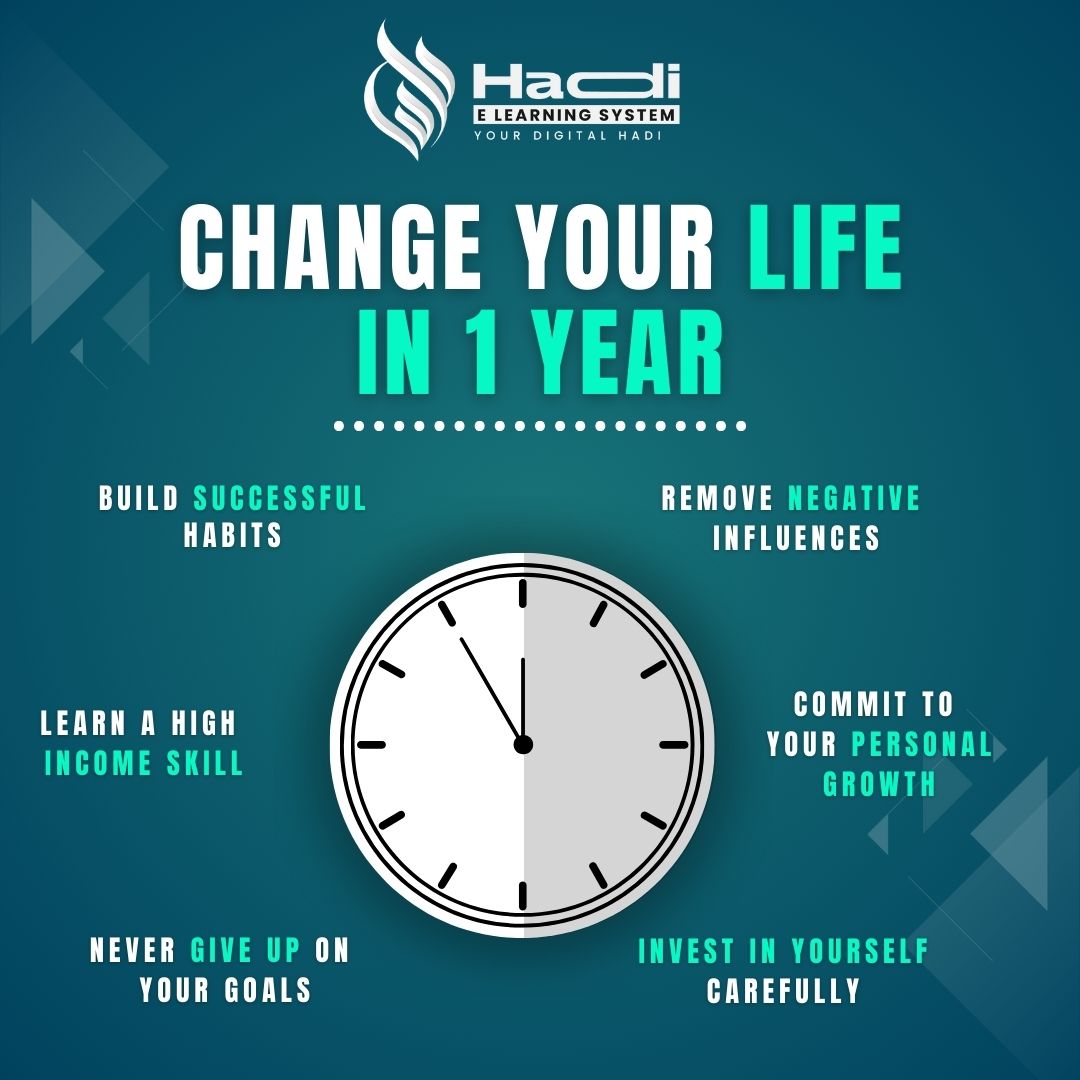 Hadi
E LEARNING SYSTEM
YOUR DIGITAL HADI
CHANGE YOUR LIFE
IN 1 YEAR
BUILD SUCCESSFUL
HABITS
REMOVE NEGATIVE
INFLUENCES
LEARN A HIGH
INCOME SKILL
COMMIT TO
YOUR PERSONAL
GROWTH
NEVER GIVE UP ON
YOUR GOALS
INVEST IN YOURSELF
CAREFULLY